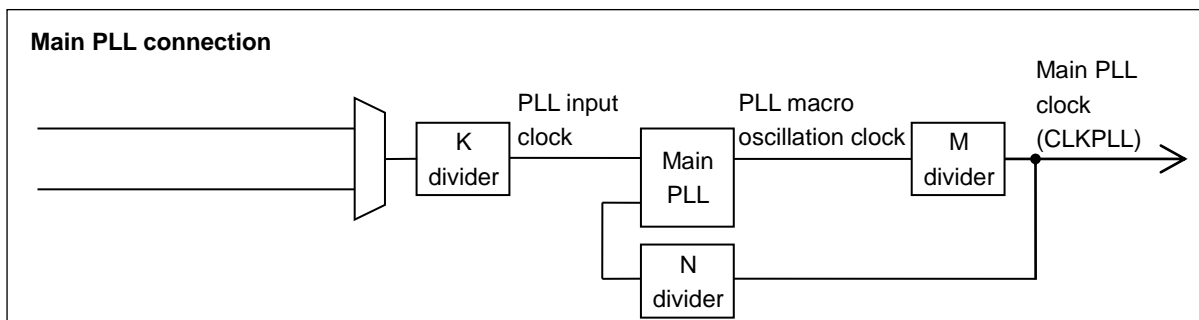 Main PLL connection
Main PLL
clock
(CLKPLL)
PLL input
clock
PLL macro
oscillation clock
K
divider
Main
PLL
M
divider
N
divider